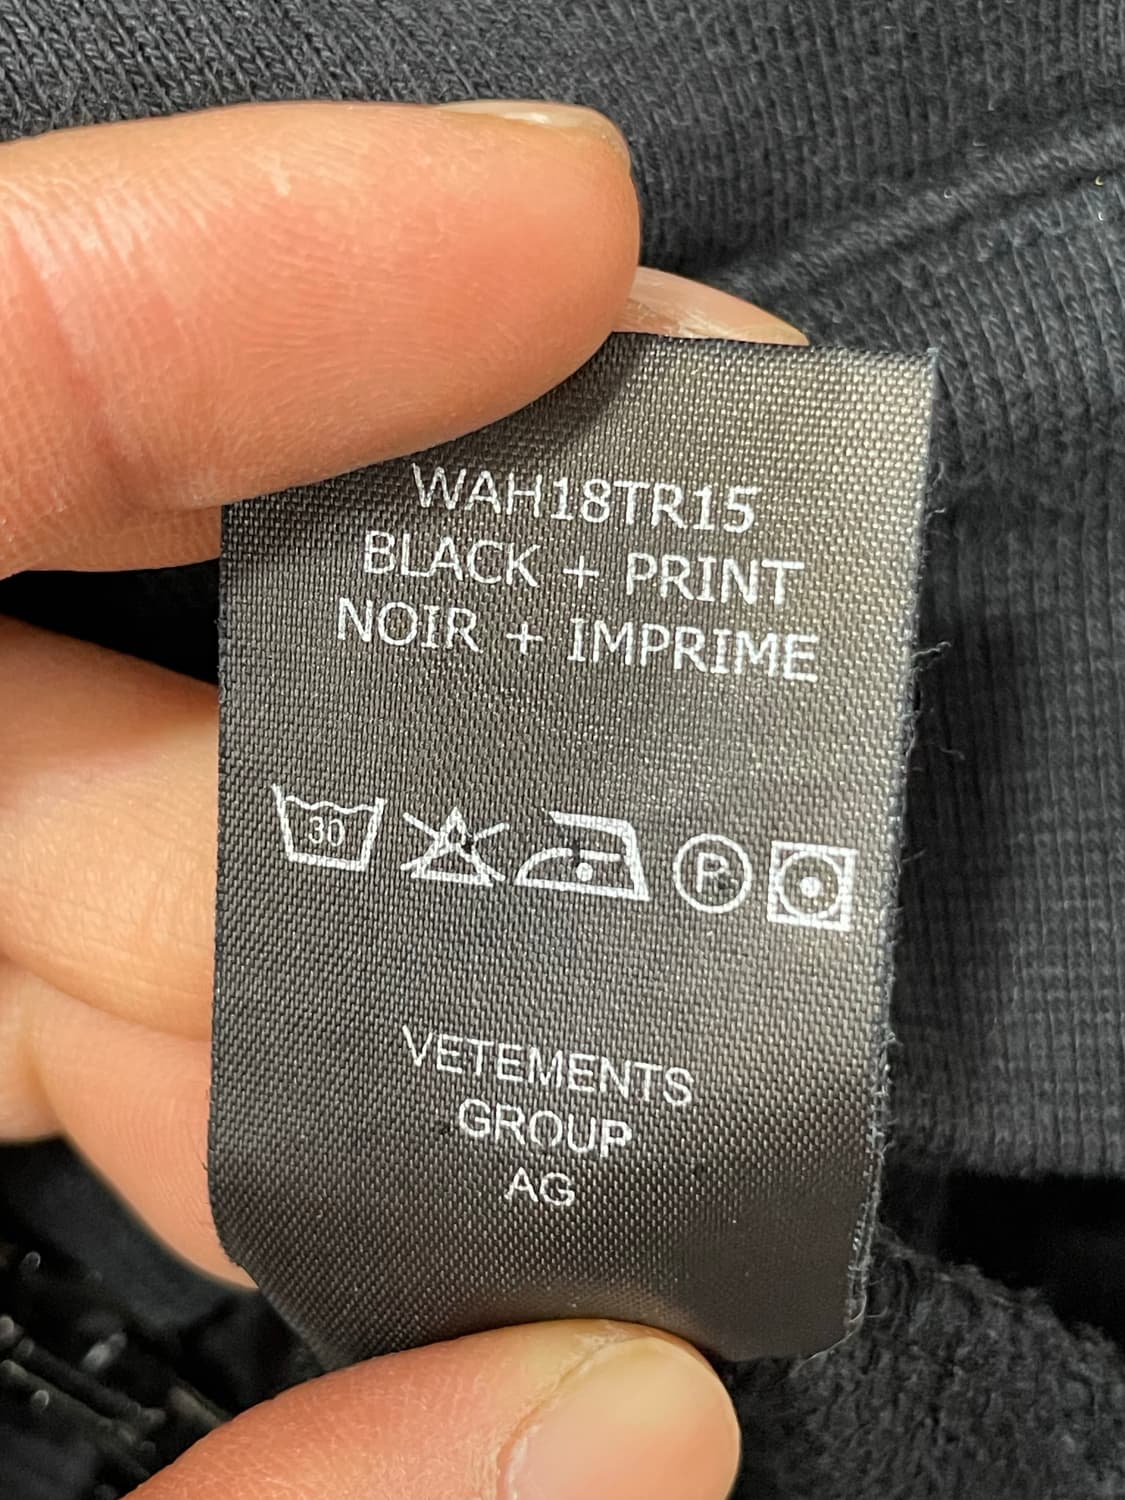 WAH18TR15
BLACK + PRINT
NOIR + IMPRIME
30
P
VETEMENTS
GROUP
AG